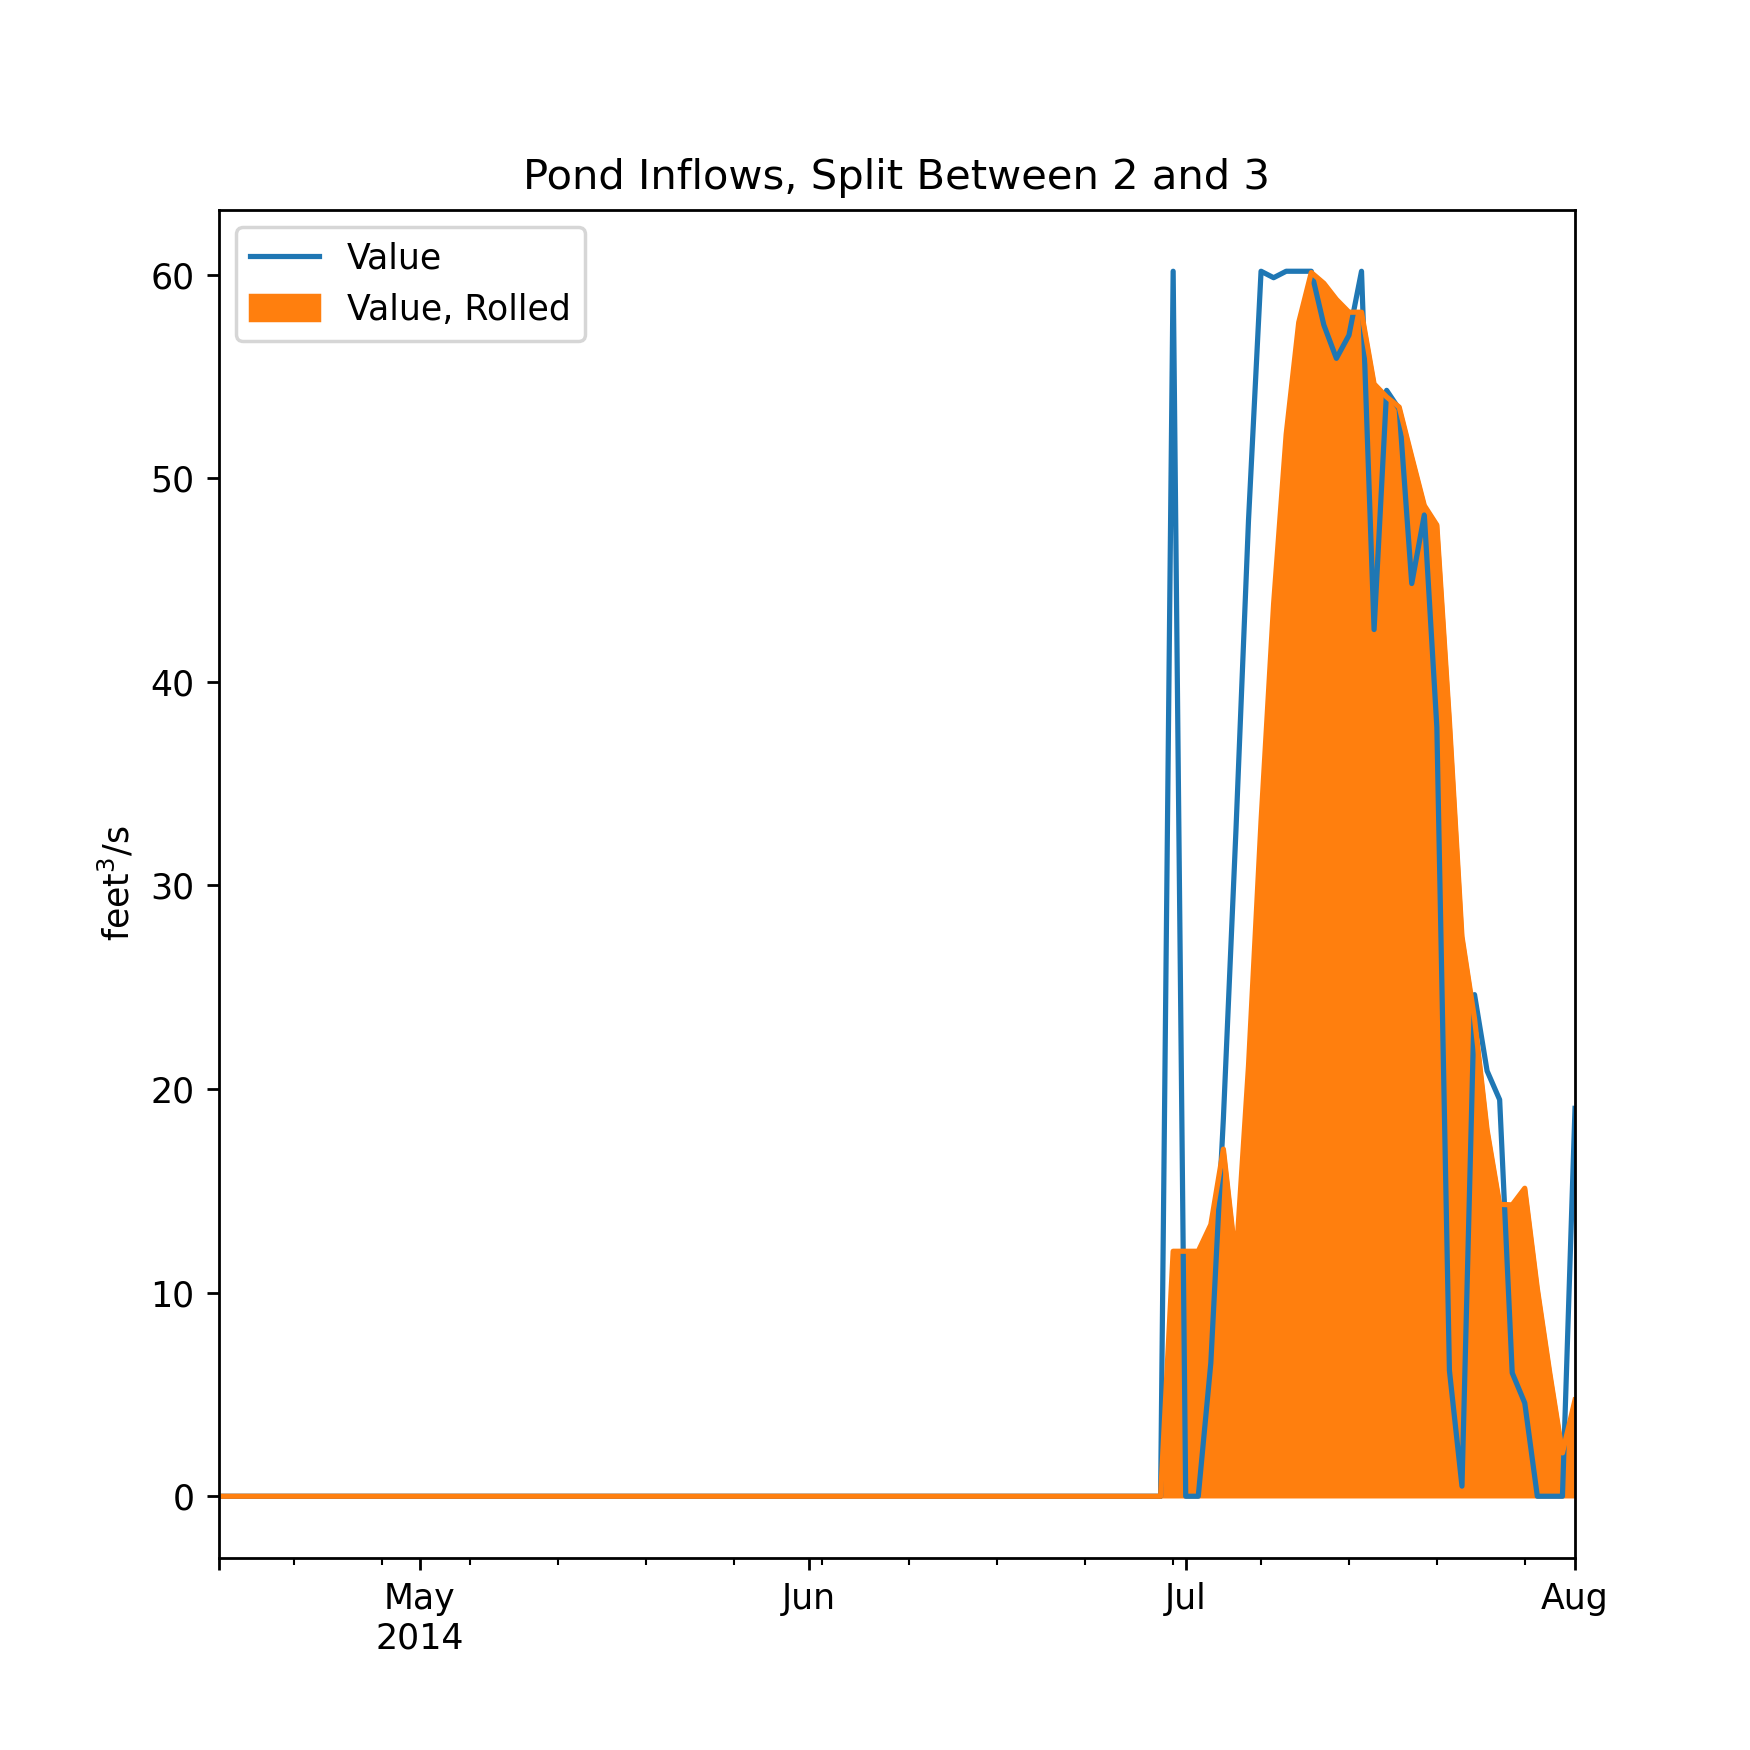 Pond Inflows, Split Between 2 and 3
Value
Value, Rolled
60
50
40
30
20
10
0
feet³/s
May
2014
Jun
Jul
Aug